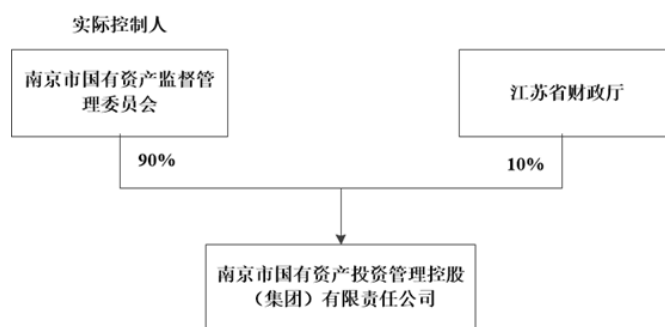 实际控制人
南京市国有资产监督管
理委员会
江苏省财政厅
90%
10%
南京市国有资产投资管理控股
（集团）有限责任公司